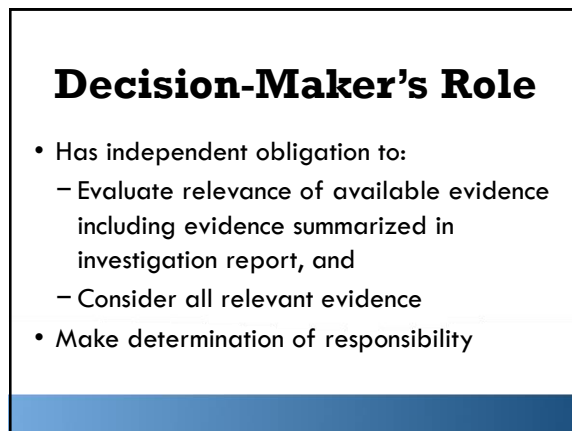 Decision-Maker’s Role
• Has independent obligation to:
– Evaluate relevance of available evidence
including evidence summarized in
investigation report, and
– Consider all relevant evidence
• Make determination of responsibility